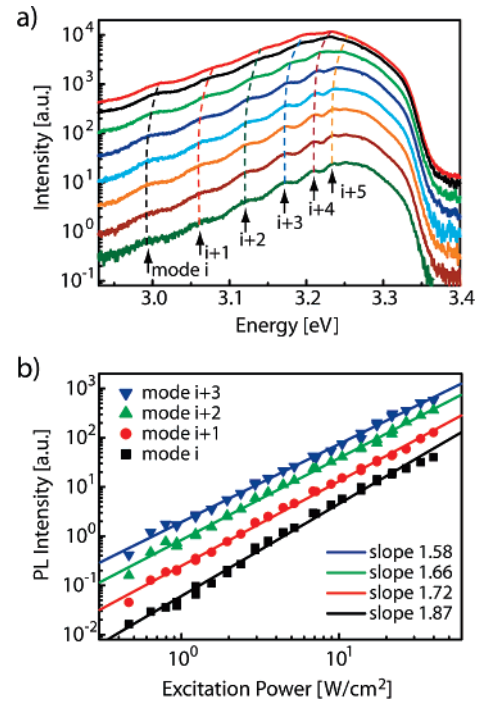 a)
Intensity [a.u.]
10^4
10^3
10^2
10^1
10^0
10^-1
mode i
i+1
i+2
i+3
i+4
i+5
3.0
3.1
3.2
3.3
3.4
Energy [eV]
b)
PL Intensity [a.u.]
10^3
10^2
10^1
10^0
10^-1
10^-2
mode i+3
mode i+2
mode i+1
mode i
slope 1.58
slope 1.66
slope 1.72
slope 1.87
10^0
10^1
Excitation Power [W/cm^2]